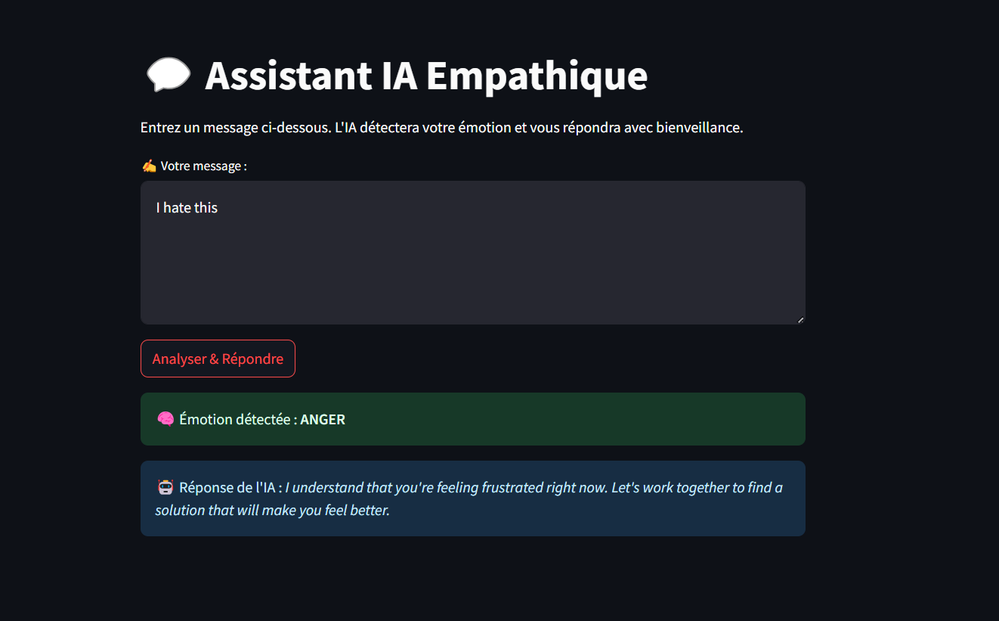 💬 Assistant IA Empathique
Entrez un message ci-dessous. L'IA détectera votre émotion et vous répondra avec bienveillance.
✍️ Votre message :
I hate this
Analyser & Répondre
🧠 Émotion détectée : ANGER
🤖 Réponse de l'IA : I understand that you're feeling frustrated right now. Let's work together to find a
solution that will make you feel better.